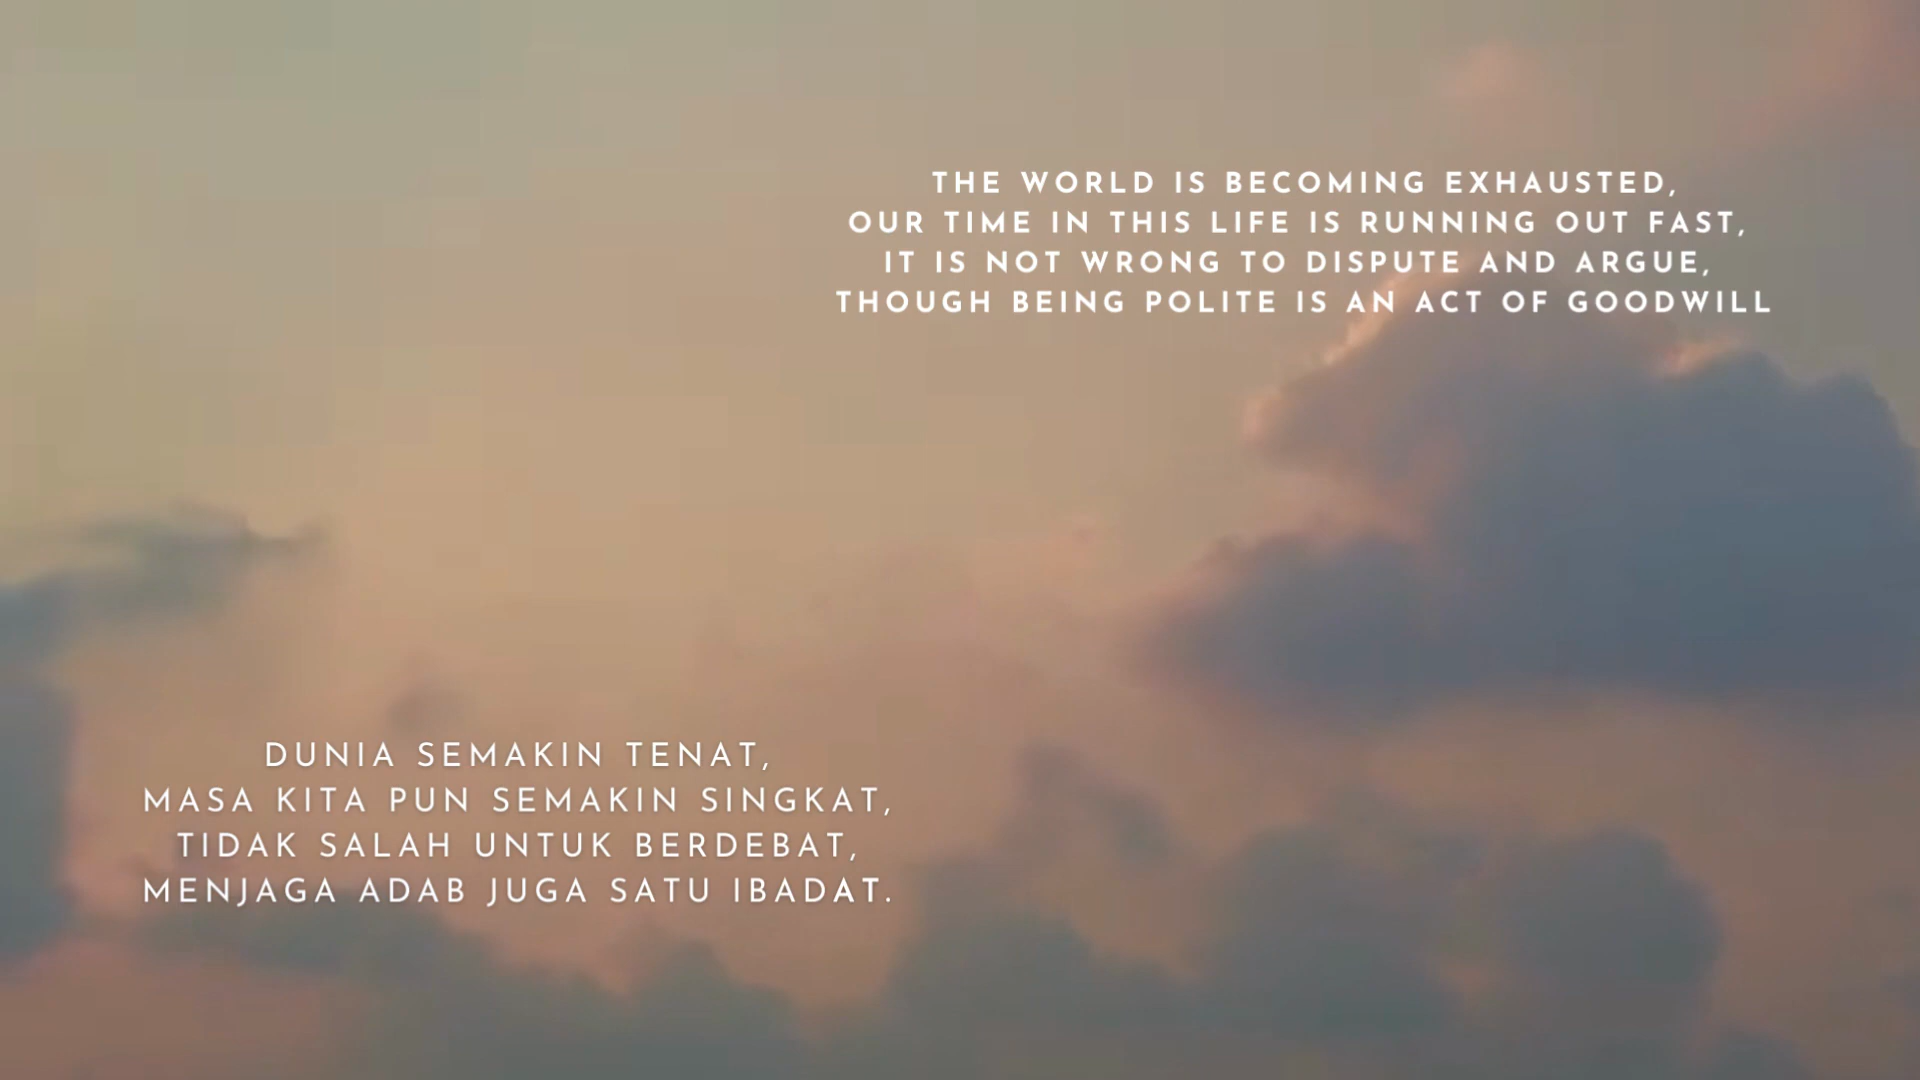 THE WORLD IS BECOMING EXHAUSTED,
OUR TIME IN THIS LIFE IS RUNNING OUT FAST,
IT IS NOT WRONG TO DISPUTE AND ARGUE,
THOUGH BEING POLITE IS AN ACT OF GOODWILL
DUNIA SEMAKIN TENAT,
MASA KITA PUN SEMAKIN SINGKAT,
TIDAK SALAH UNTUK BERDEBAT,
MENJAGA ADAB JUGA SATU IBADAT.